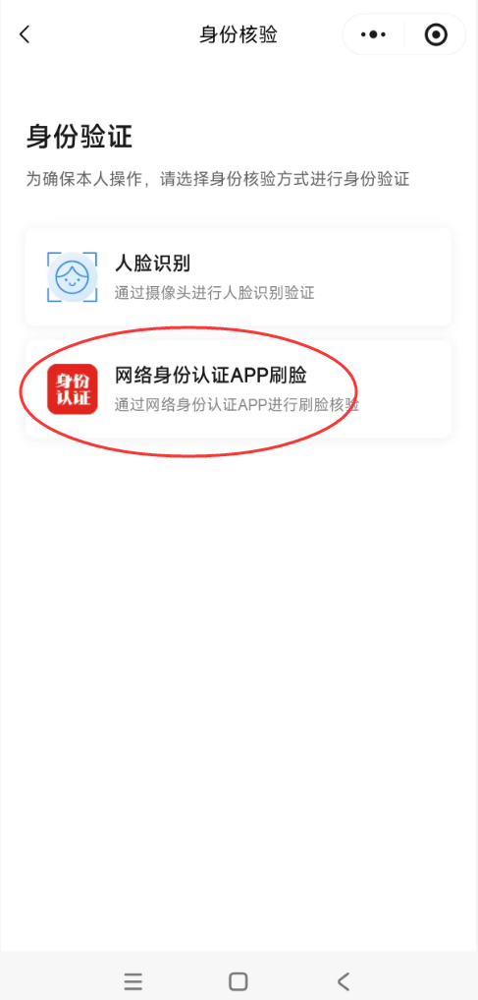 身份核验
身份验证
为确保本人操作，请选择身份核验方式进行身份验证
人脸识别
通过摄像头进行人脸识别验证
身份
认证
网络身份认证APP刷脸
通过网络身份认证APP进行刷脸核验